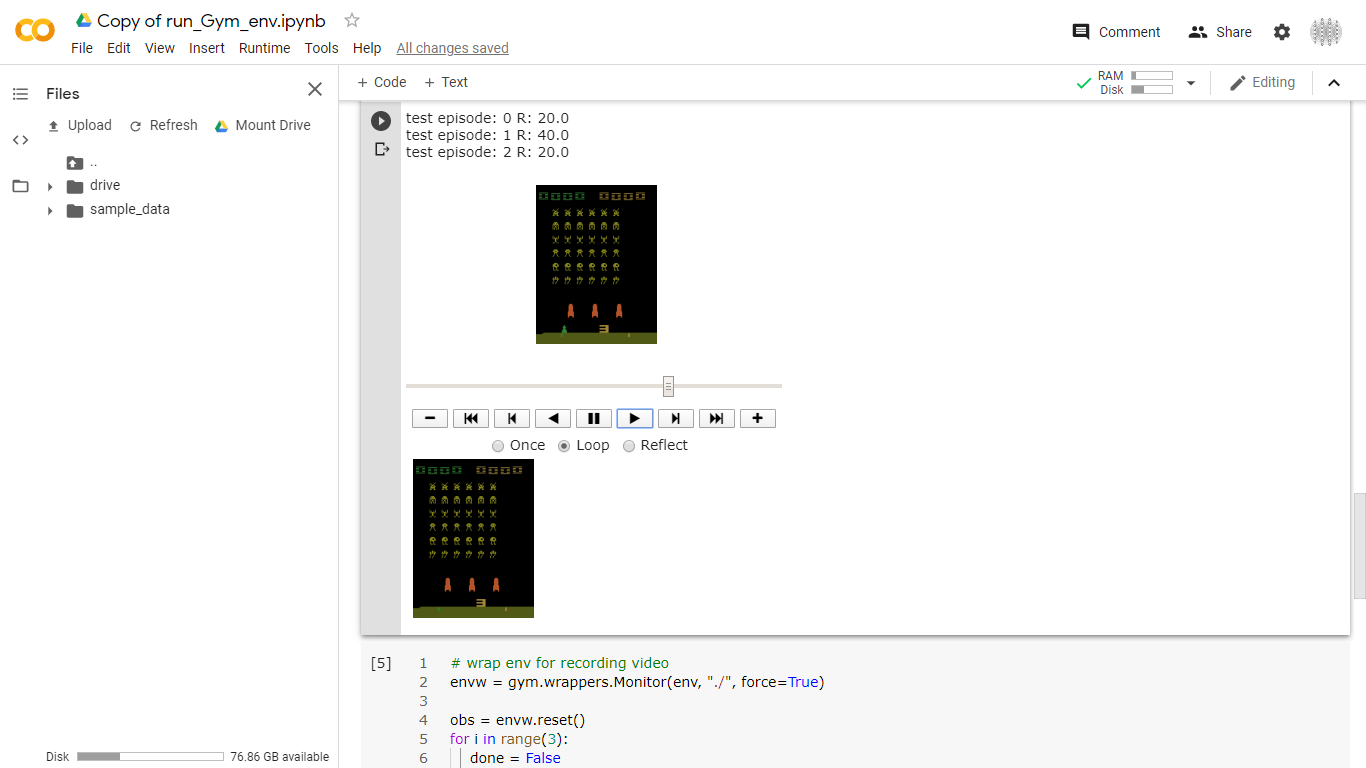 Copy of run_Gym_env.ipynb
File Edit View Insert Runtime Tools Help All changes saved
Comment Share
Files
+ Code + Text
RAM
Disk
Editing
Upload Refresh Mount Drive
..
drive
sample_data
test episode: 0 R: 20.0
test episode: 1 R: 40.0
test episode: 2 R: 20.0
Once Loop Reflect
[5]
1 # wrap env for recording video
2 envw = gym.wrappers.Monitor(env, "./", force=True)
3
4 obs = envw.reset()
5 for i in range(3):
6 done = False
Disk 76.86 GB available